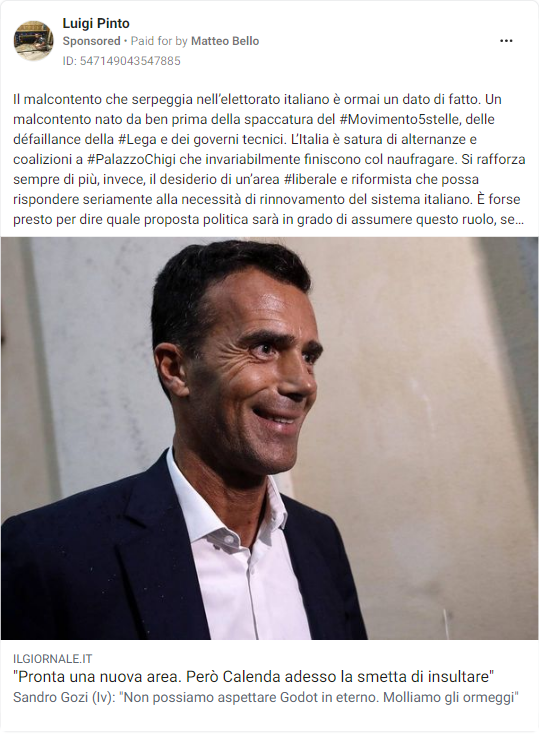 Luigi Pinto
Sponsored • Paid for by Matteo Bello
ID: 547149043547885
Il malcontento che serpeggia nell'elettorato italiano è ormai un dato di fatto. Un
malcontento nato da ben prima della spaccatura del #Movimento5stelle, delle
défaillance della #Lega e dei governi tecnici. L'Italia è satura di alternanze e
coalizioni a #PalazzoChigi che invariabilmente finiscono col naufragare. Si rafforza
sempre di più, invece, il desiderio di un'area #liberale e riformista che possa
rispondere seriamente alla necessità di rinnovamento del sistema italiano. È forse
presto per dire quale proposta politica sarà in grado di assumere questo ruolo, se...
ILGIORNALE.IT
"Pronta una nuova area. Però Calenda adesso la smetta di insultare"
Sandro Gozi (Iv): "Non possiamo aspettare Godot in eterno. Molliamo gli ormeggi"